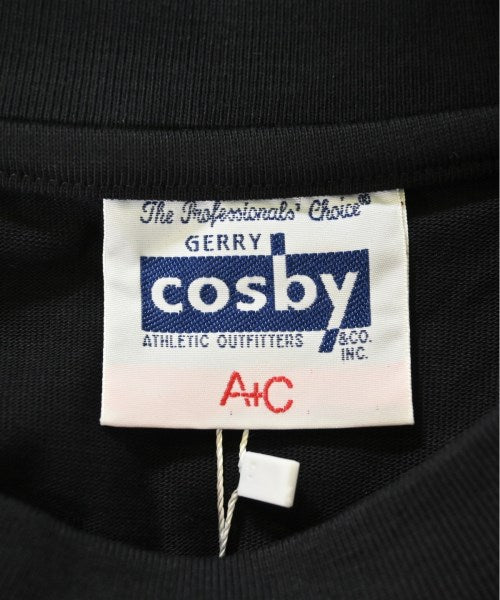 The Professionals' Choice®
GERRY
cosby
ATHLETIC OUTFITTERS &CO. INC.
A+C